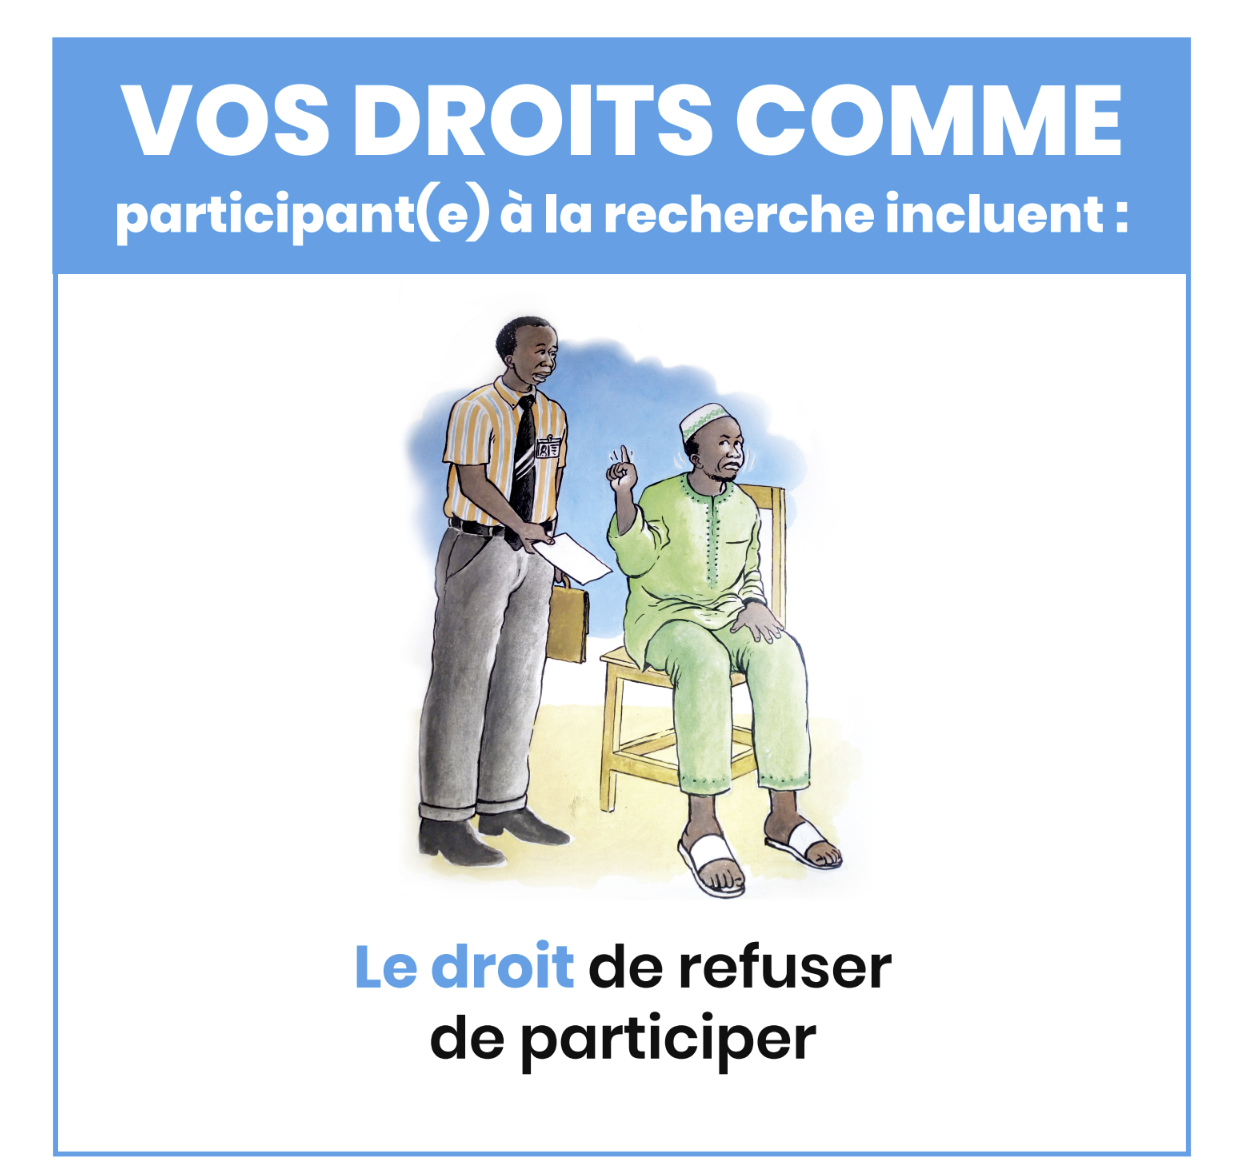 VOS DROITS COMME
participant(e) à la recherche incluent :
Le droit de refuser
de participer